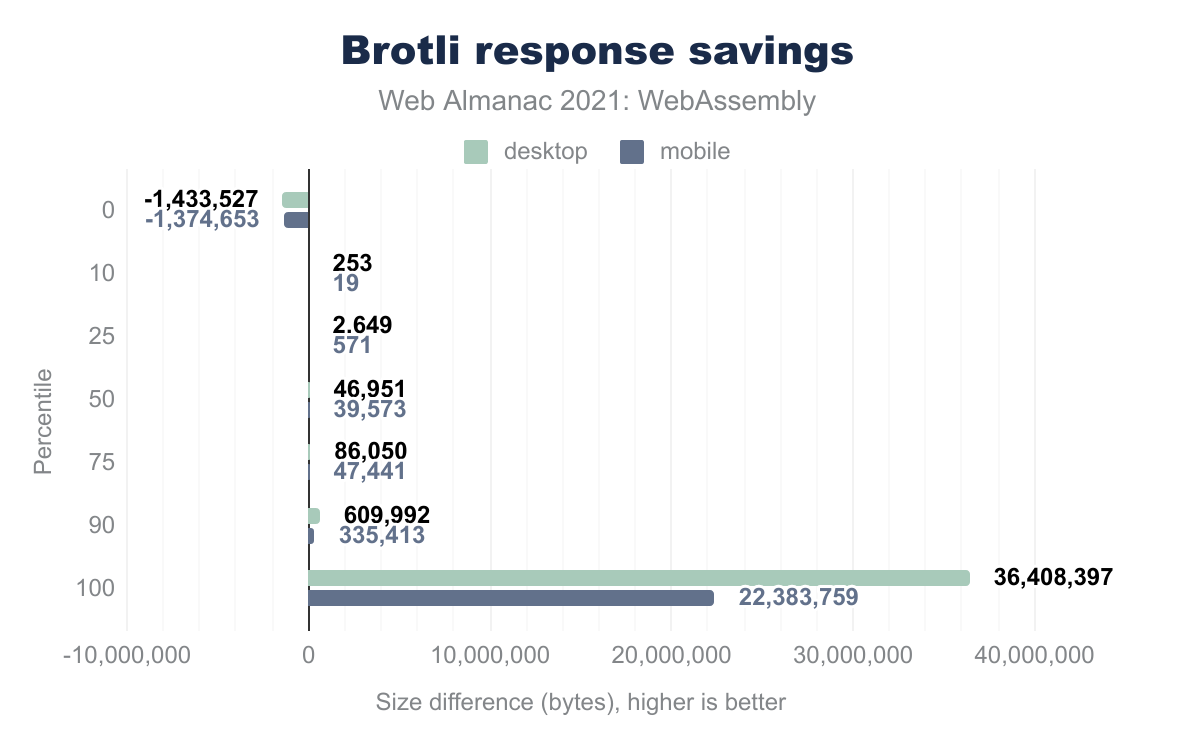 Brotli response savings
Web Almanac 2021: WebAssembly
desktop mobile
0 -1,433,527
-1,374,653
10 253
19
25 2.649
571
50 46,951
39,573
75 86,050
47,441
90 609,992
335,413
100 36,408,397
22,383,759
Percentile
-10,000,000 0 10,000,000 20,000,000 30,000,000 40,000,000
Size difference (bytes), higher is better